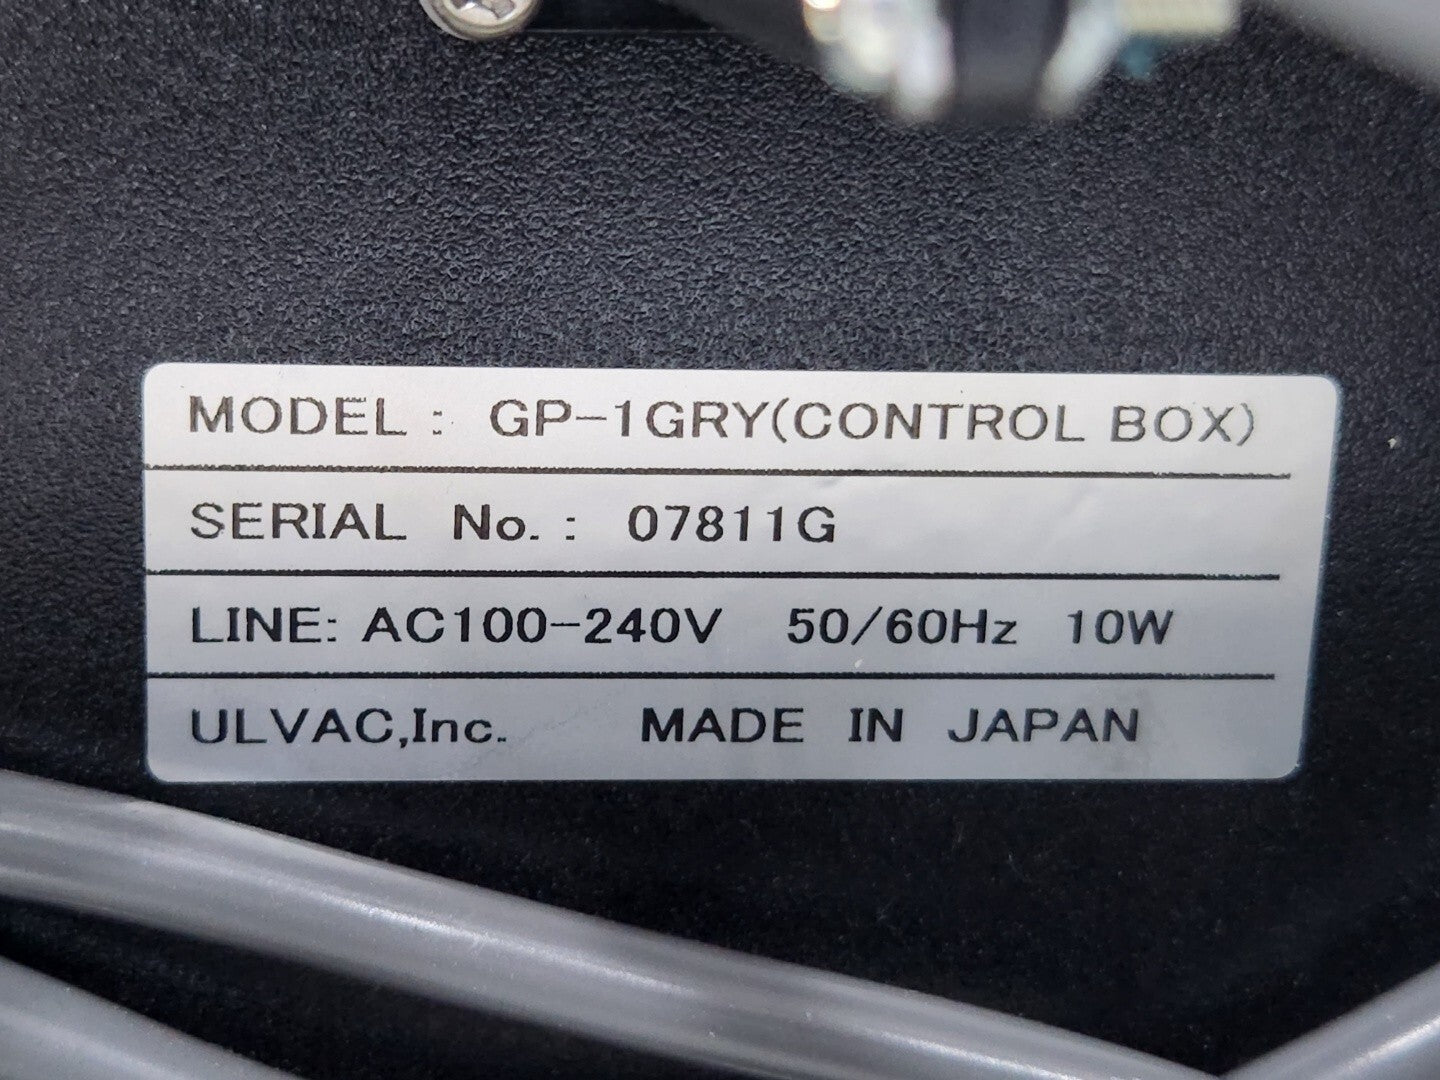 MODEL : GP-1GRY(CONTROL BOX)
SERIAL No. : 07811G
LINE: AC100-240V 50/60Hz 10W
ULVAC,Inc. MADE IN JAPAN